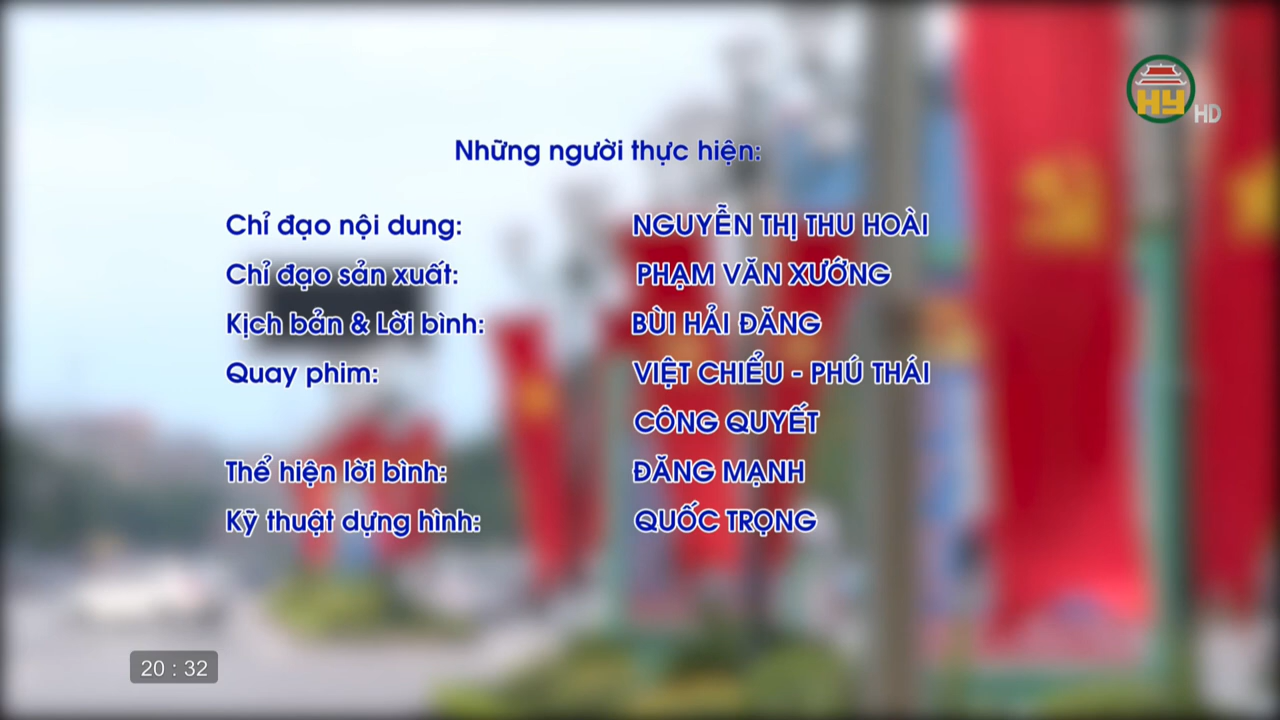 HY HD
Những người thực hiện:
Chỉ đạo nội dung: NGUYỄN THỊ THU HOÀI
Chỉ đạo sản xuất: PHẠM VĂN XƯỚNG
Kịch bản & Lời bình: BÙI HẢI ĐĂNG
Quay phim: VIỆT CHIỂU - PHÚ THÁI
CÔNG QUYẾT
Thể hiện lời bình: ĐĂNG MẠNH
Kỹ thuật dựng hình: QUỐC TRỌNG
20 : 32